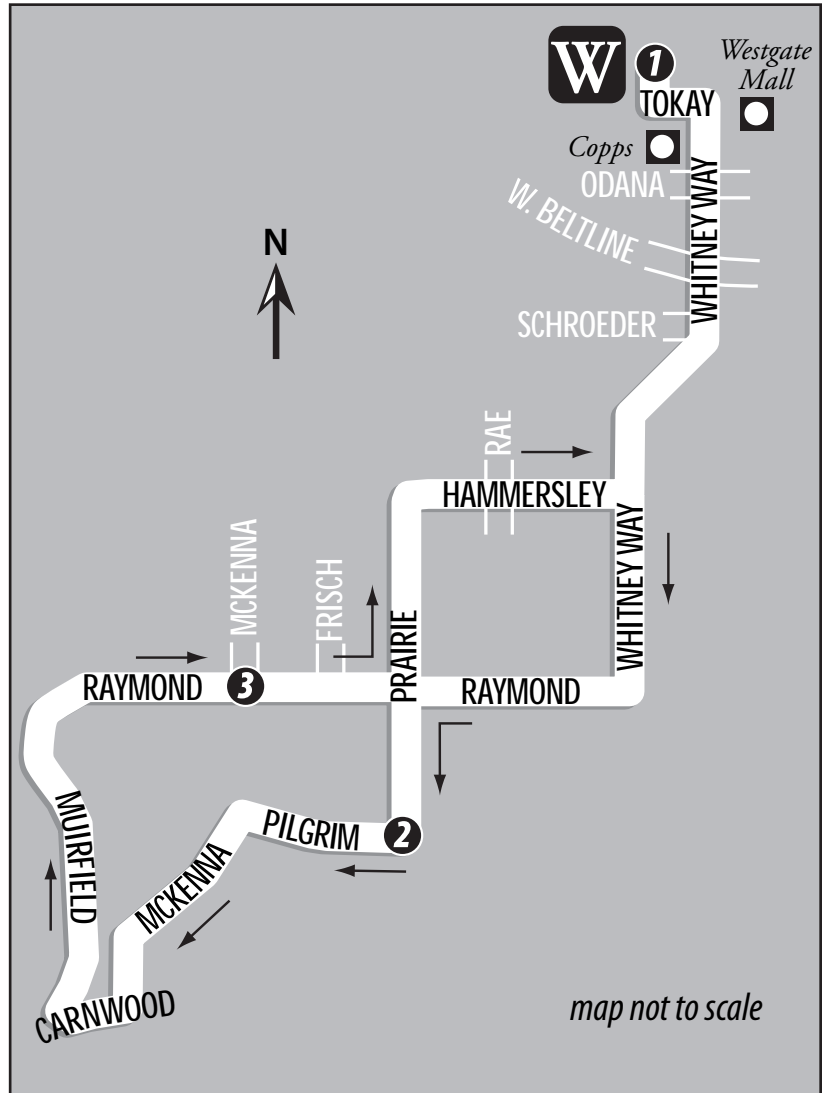 W
1
Westgate
Mall
TOKAY
Copps
ODANA
WHITNEY WAY
W. BELTLINE
N
SCHROEDER
RAE
HAMMERSLEY
WHITNEY WAY
MCKENNA
FRISCH
PRAIRIE
RAYMOND
3
RAYMOND
MUIRFIELD
PILGRIM
2
MCKENNA
CARNWOOD
map not to scale